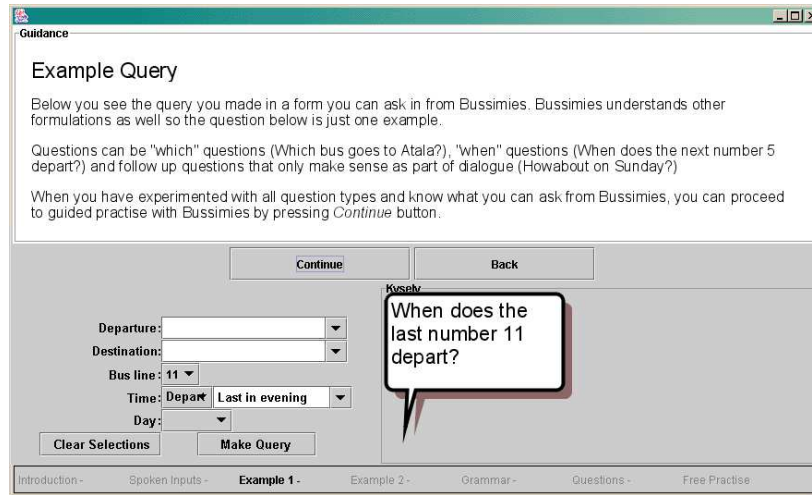 Guidance
Example Query
Below you see the query you made in a form you can ask in from Bussimies. Bussimies understands other
formulations as well so the question below is just one example.
Questions can be "which" questions (Which bus goes to Atala?), "when" questions (When does the next number 5
depart?) and follow up questions that only make sense as part of dialogue (Howabout on Sunday?)
When you have experimented with all question types and know what you can ask from Bussimies, you can proceed
to guided practise with Bussimies by pressing Continue button.
Continue Back
Kysely
When does the
last number 11
depart?
Departure:
Destination:
Bus line: 11
Time: Depart Last in evening
Day:
Clear Selections Make Query
Introduction - Spoken Inputs - Example 1 - Example 2 - Grammar - Questions - Free Practise